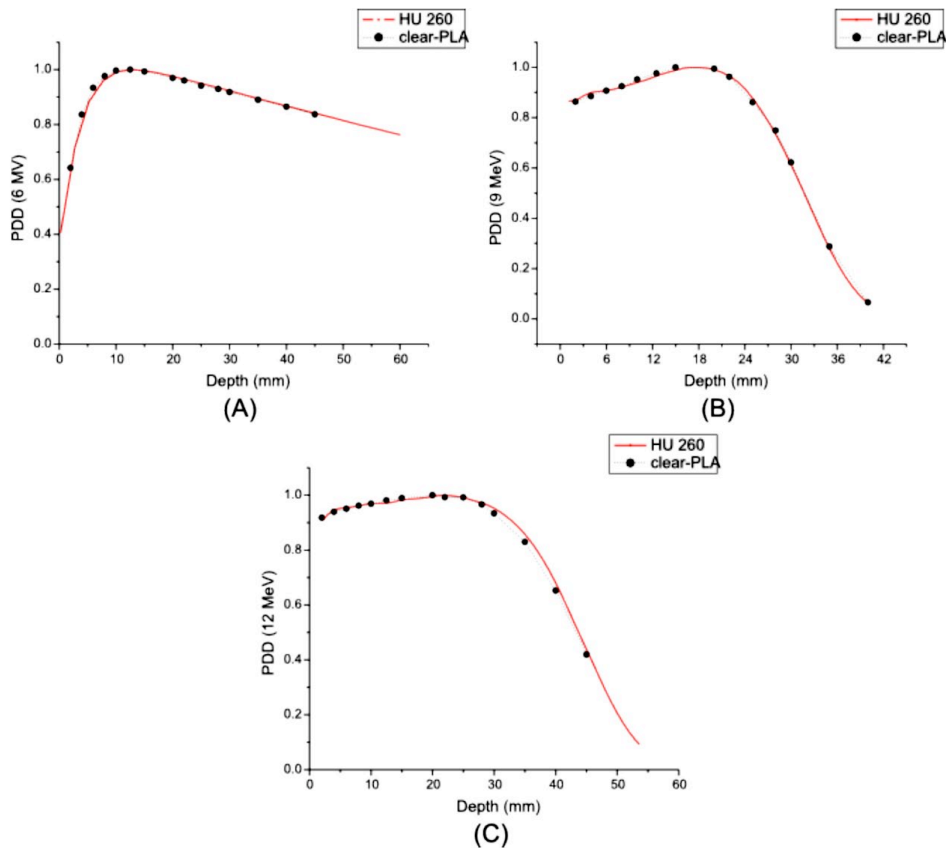 HU 260
clear-PLA
PDD (6 MV)
1.0
0.8
0.6
0.4
0.2
0.0
0 10 20 30 40 50 60
Depth (mm)
(A)
HU 260
clear-PLA
PDD (9 MeV)
1.0
0.8
0.6
0.4
0.2
0.0
0 6 12 18 24 30 36 42
Depth (mm)
(B)
HU 260
clear-PLA
PDD (12 MeV)
1.0
0.8
0.6
0.4
0.2
0.0
0 10 20 30 40 50 60
Depth (mm)
(C)